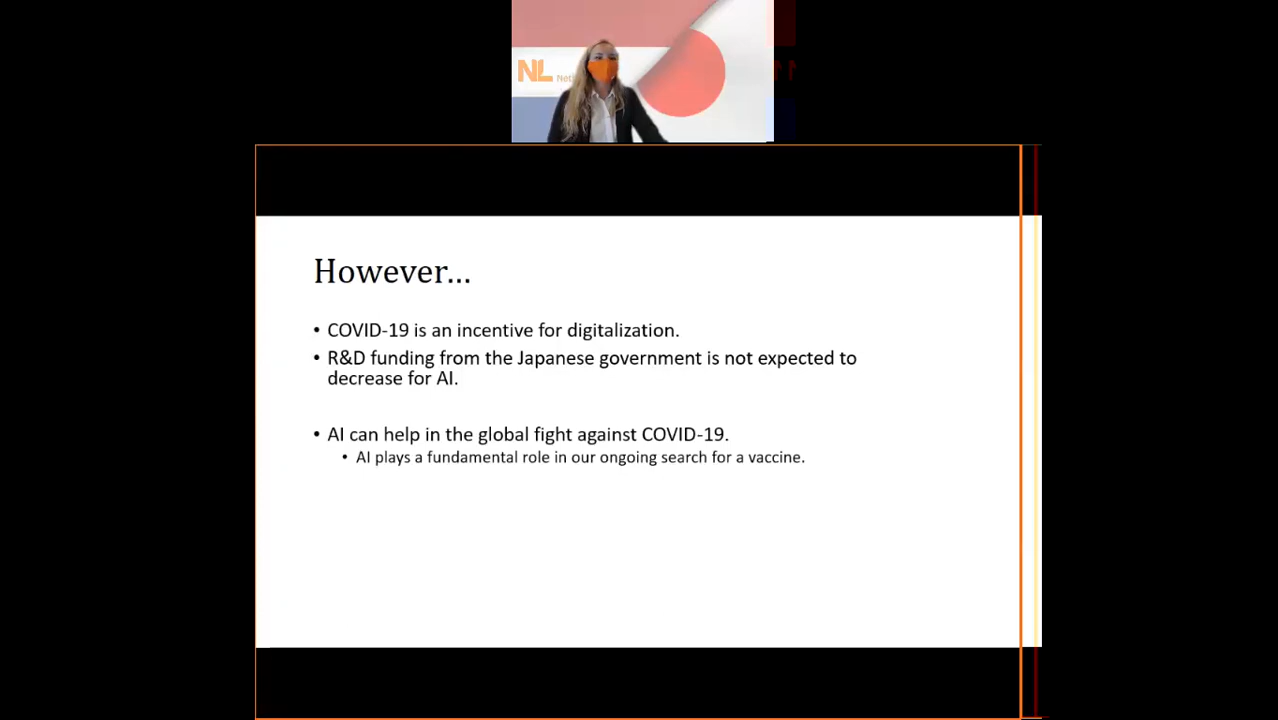 NL
However...
• COVID-19 is an incentive for digitalization.
• R&D funding from the Japanese government is not expected to
decrease for AI.
• AI can help in the global fight against COVID-19.
• AI plays a fundamental role in our ongoing search for a vaccine.